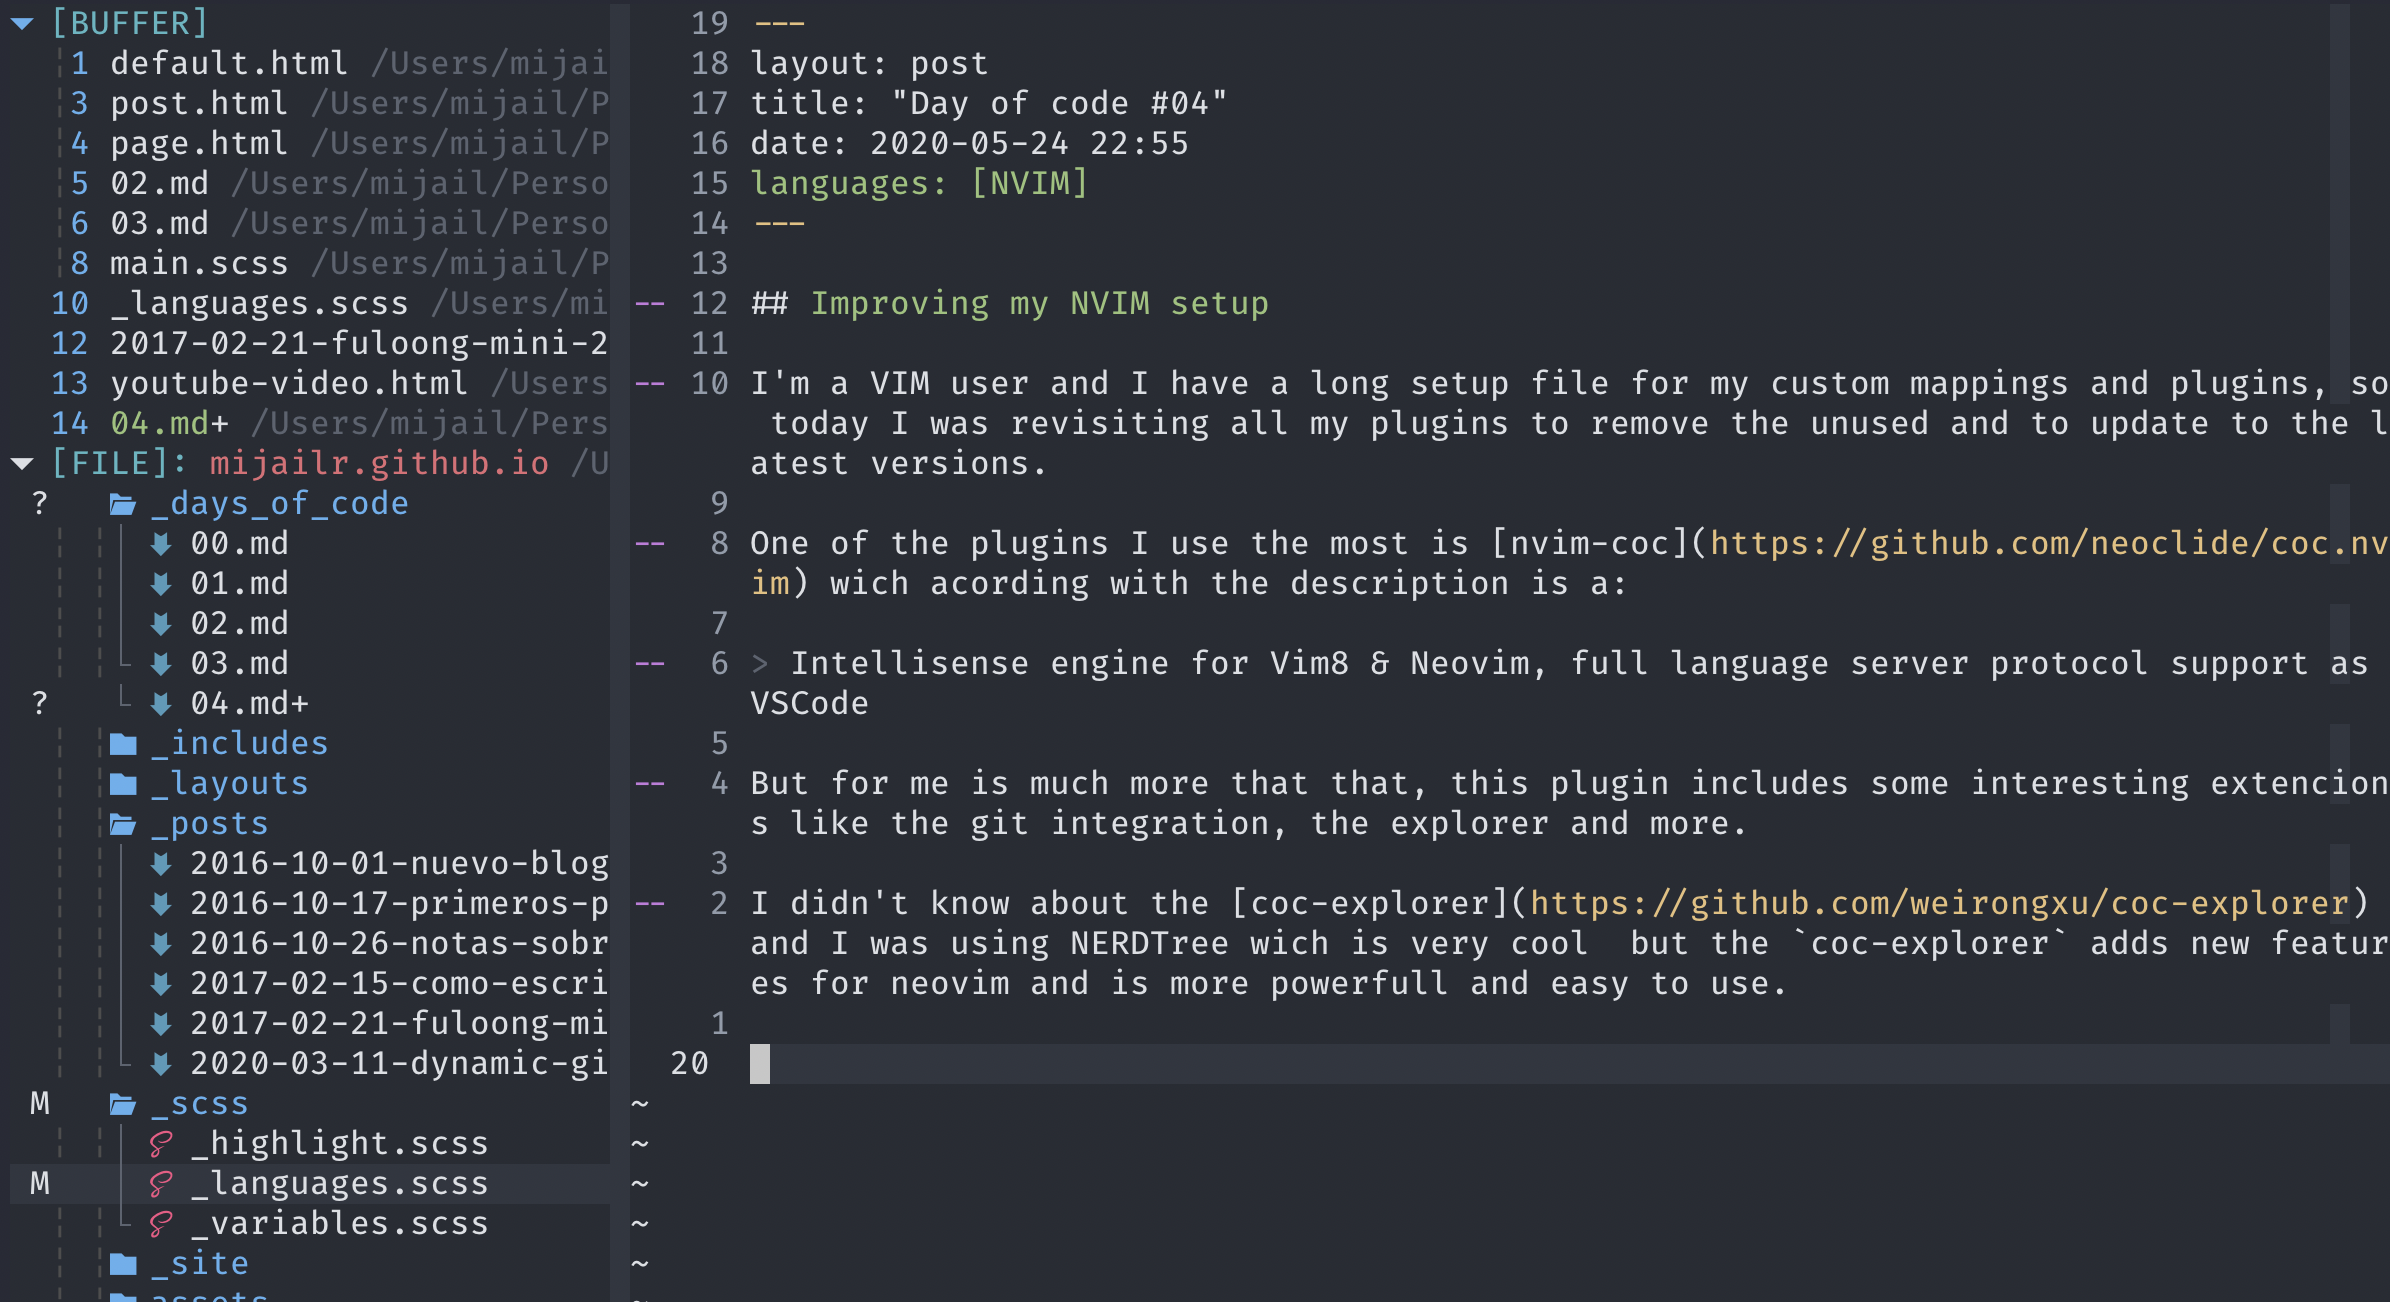 [BUFFER]
1 default.html /Users/mijai
3 post.html /Users/mijail/P
4 page.html /Users/mijail/P
5 02.md /Users/mijail/Perso
6 03.md /Users/mijail/Perso
8 main.scss /Users/mijail/P
10 _languages.scss /Users/mi
12 2017-02-21-fuloong-mini-2
13 youtube-video.html /Users
14 04.md+ /Users/mijail/Pers
[FILE]: mijailr.github.io /U
? _days_of_code
00.md
01.md
02.md
03.md
? 04.md+
_includes
_layouts
_posts
2016-10-01-nuevo-blog
2016-10-17-primeros-p
2016-10-26-notas-sobr
2017-02-15-como-escri
2017-02-21-fuloong-mi
2020-03-11-dynamic-gi
M _scss
_highlight.scss
M _languages.scss
_variables.scss
_site
assets
19 ---
18 layout: post
17 title: "Day of code #04"
16 date: 2020-05-24 22:55
15 languages: [NVIM]
14 ---
13
-- 12 ## Improving my NVIM setup
11
-- 10 I'm a VIM user and I have a long setup file for my custom mappings and plugins, so
today I was revisiting all my plugins to remove the unused and to update to the l
atest versions.
9
-- 8 One of the plugins I use the most is [nvim-coc](https://github.com/neoclide/coc.nv
im) wich acording with the description is a:
7
-- 6 > Intellisense engine for Vim8 & Neovim, full language server protocol support as
VSCode
5
-- 4 But for me is much more that that, this plugin includes some interesting extencion
s like the git integration, the explorer and more.
3
-- 2 I didn't know about the [coc-explorer](https://github.com/weirongxu/coc-explorer)
and I was using NERDTree wich is very cool  but the `coc-explorer` adds new featur
es for neovim and is more powerfull and easy to use.
1
20
~
~
~
~
~